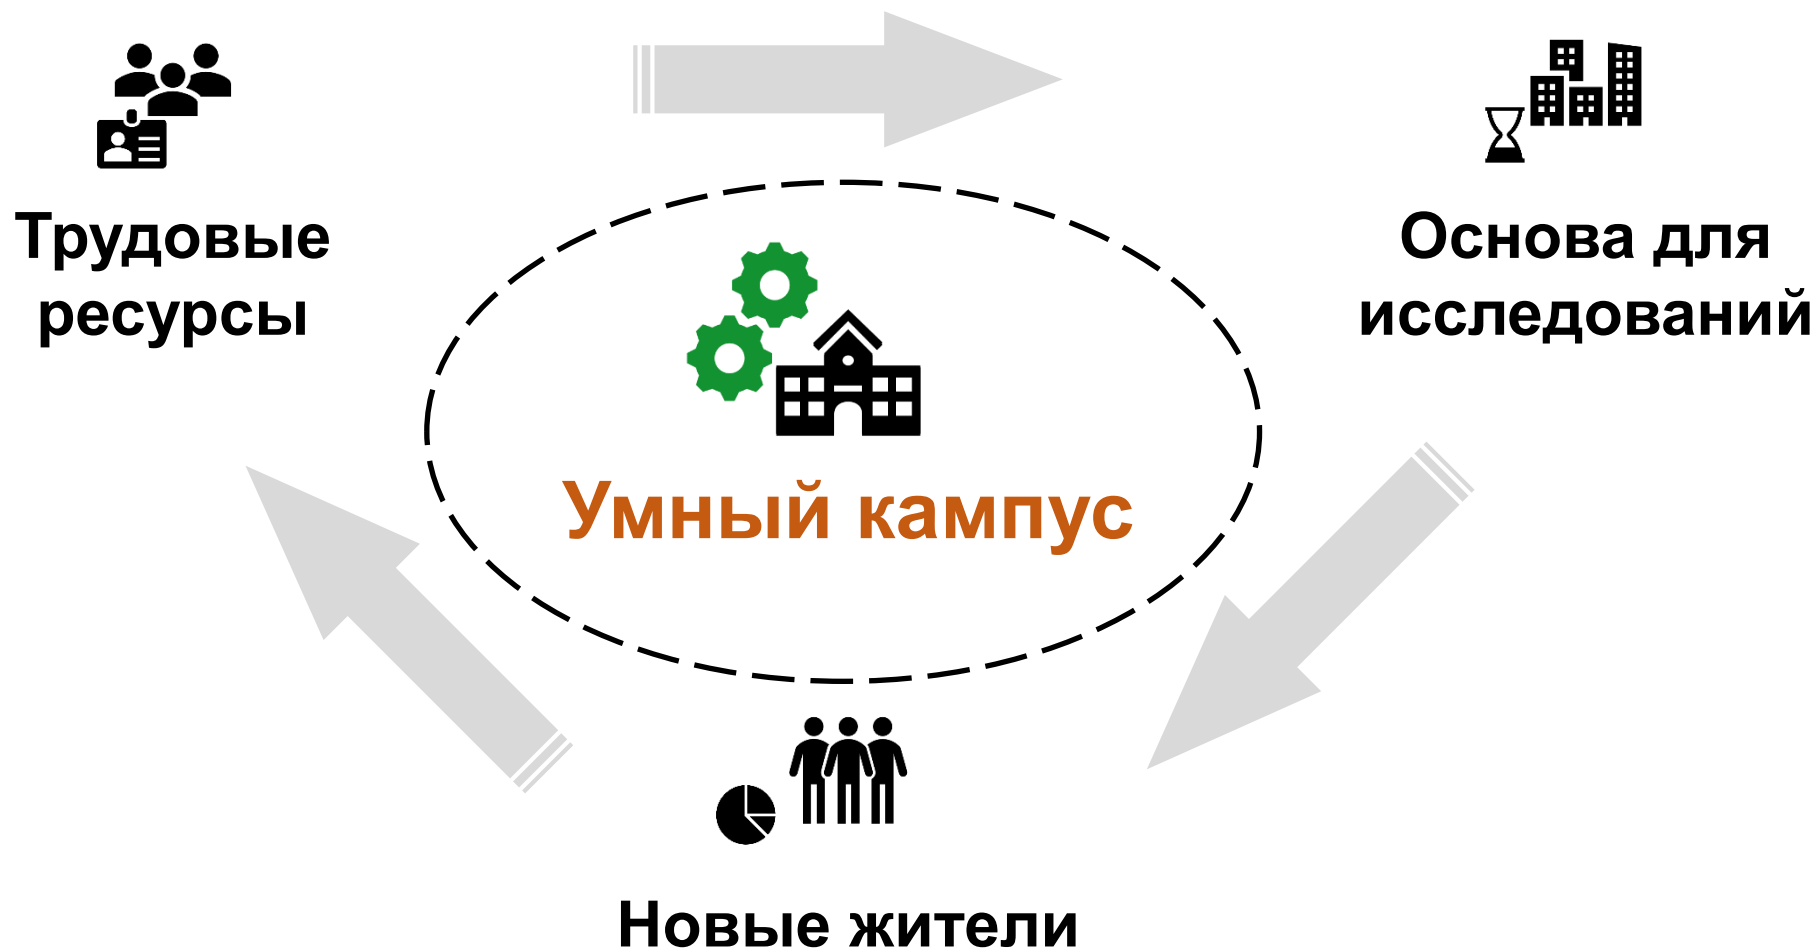 Трудовые
ресурсы
Основа для
исследований
Умный кампус
Новые жители